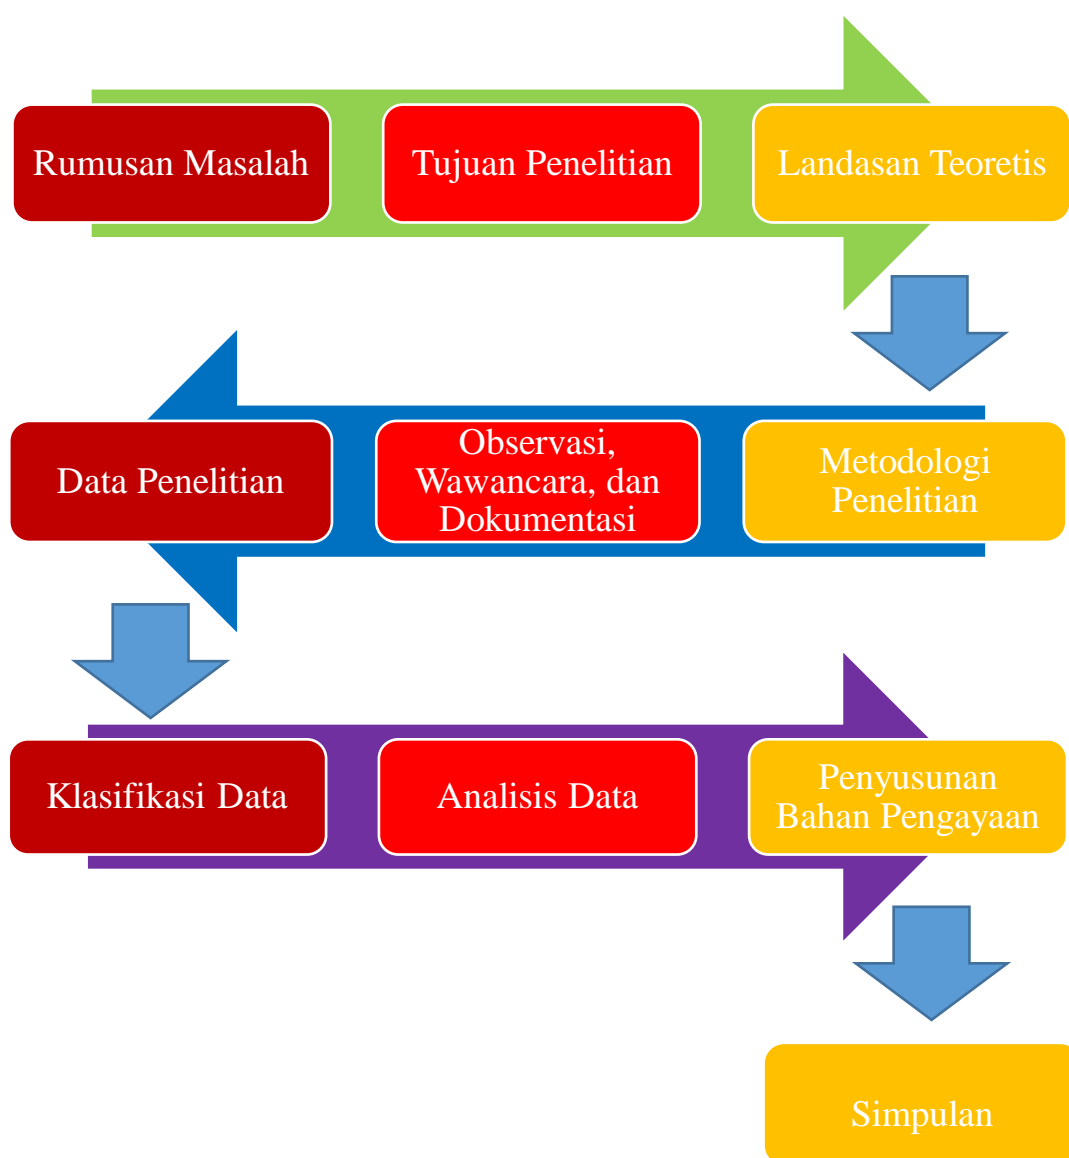 Rumusan Masalah
Tujuan Penelitian
Landasan Teoretis
Data Penelitian
Observasi,
Wawancara, dan
Dokumentasi
Metodologi
Penelitian
Klasifikasi Data
Analisis Data
Penyusunan
Bahan Pengayaan
Simpulan